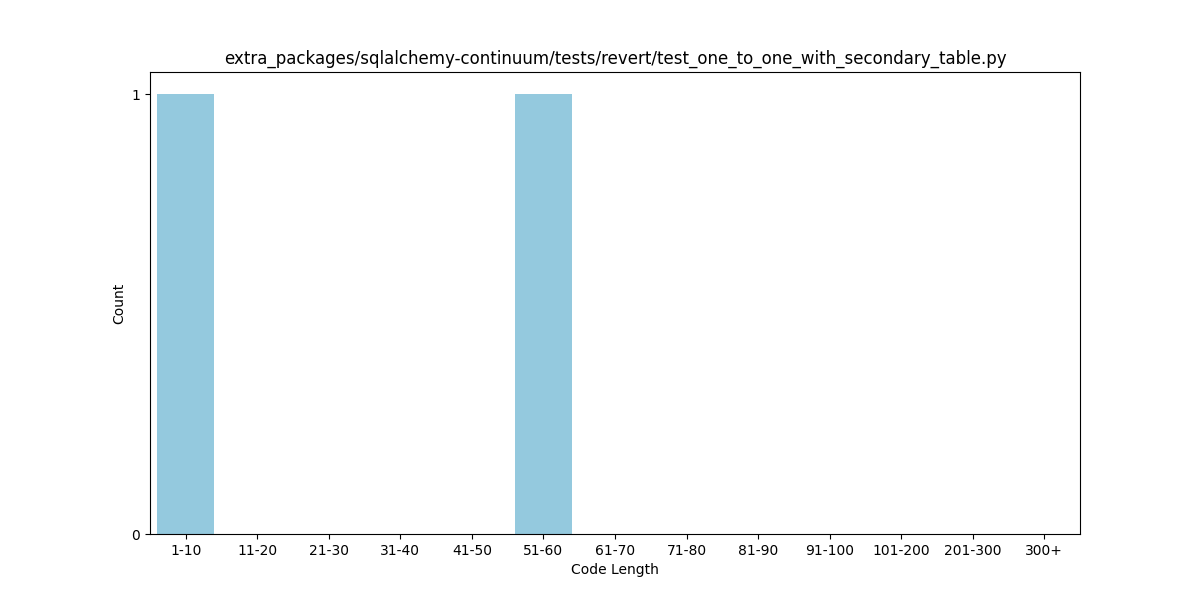 extra_packages/sqlalchemy-continuum/tests/revert/test_one_to_one_with_secondary_table.py
Count
1
0
1-10 11-20 21-30 31-40 41-50 51-60 61-70 71-80 81-90 91-100 101-200 201-300 300+
Code Length